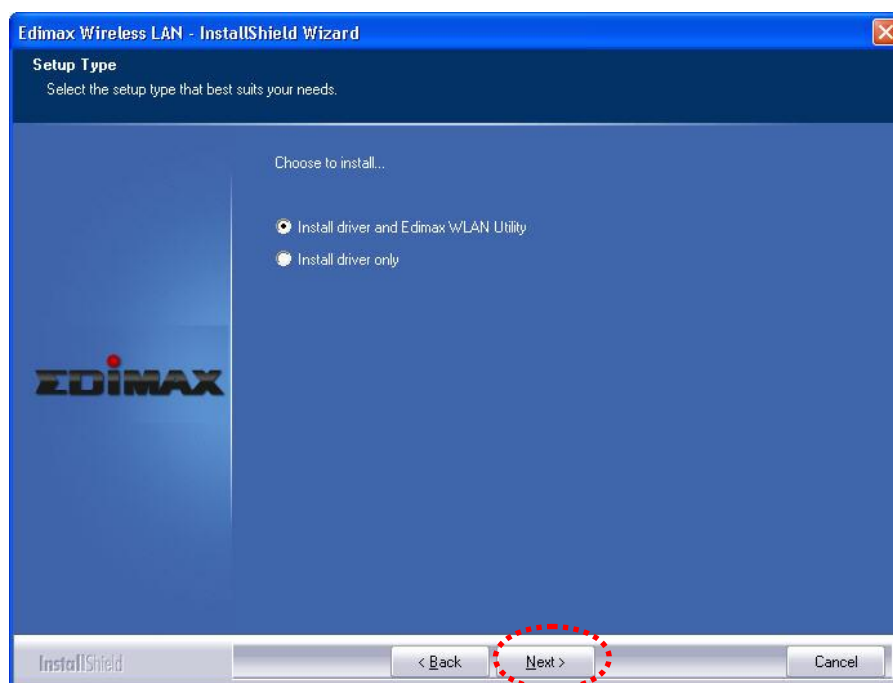 Edimax Wireless LAN - InstallShield Wizard
Setup Type
Select the setup type that best suits your needs.
Choose to install...
Install driver and Edimax WLAN Utility
Install driver only
EDiMAX
InstallShield
< Back
Next >
Cancel